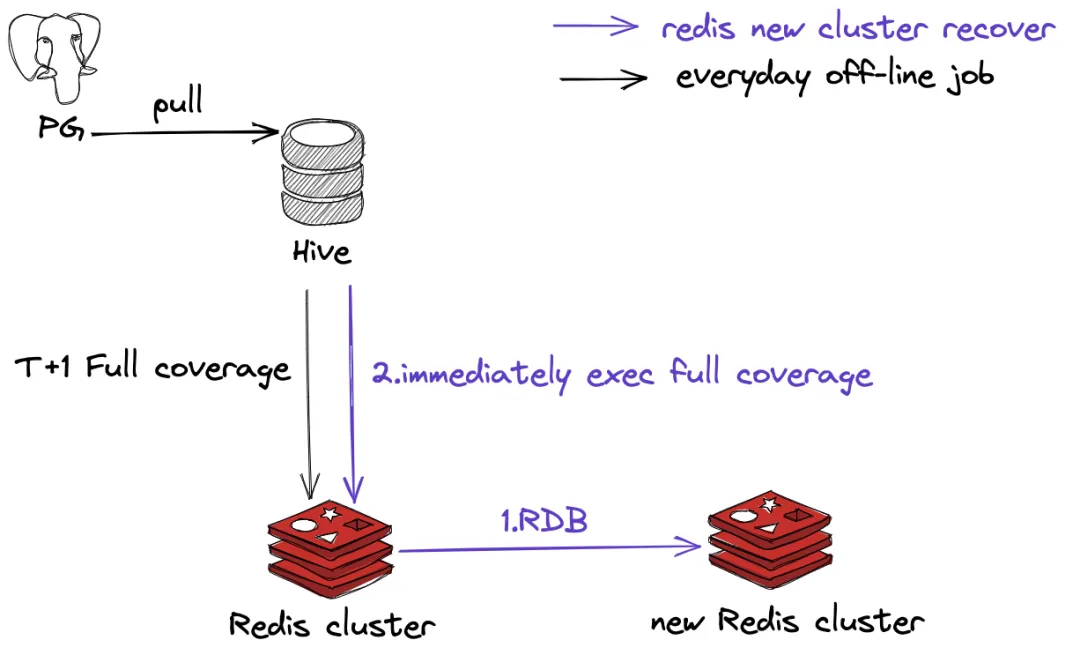 redis new cluster recover
everyday off-line job
pull
PG
Hive
T+1 Full coverage
2.immediately exec full coverage
1.RDB
Redis cluster
new Redis cluster